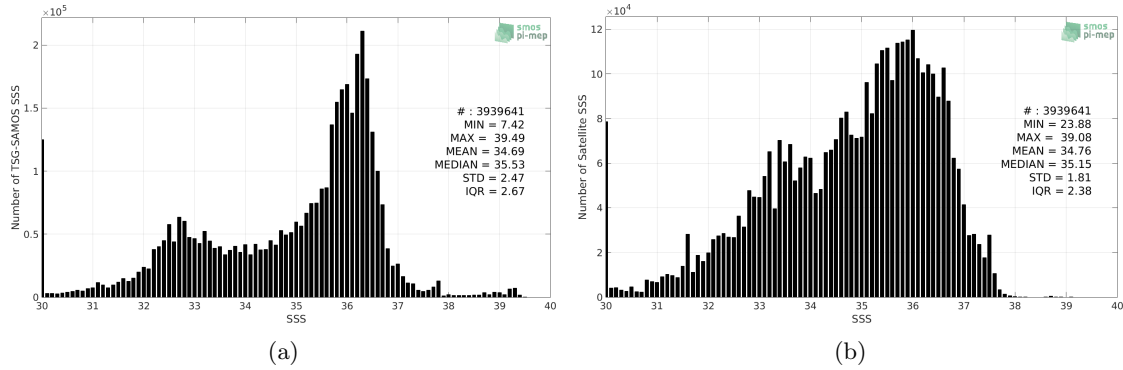 ×10⁵
2
1.5
1
0.5
0
Number of TSG-SAMOS SSS
30 31 32 33 34 35 36 37 38 39 40
SSS
smos
pi-mep
# : 3939641
MIN = 7.42
MAX = 39.49
MEAN = 34.69
MEDIAN = 35.53
STD = 2.47
IQR = 2.67
(a)
×10⁴
12
10
8
6
4
2
0
Number of Satellite SSS
30 31 32 33 34 35 36 37 38 39 40
SSS
smos
pi-mep
# : 3939641
MIN = 23.88
MAX = 39.08
MEAN = 34.76
MEDIAN = 35.15
STD = 1.81
IQR = 2.38
(b)